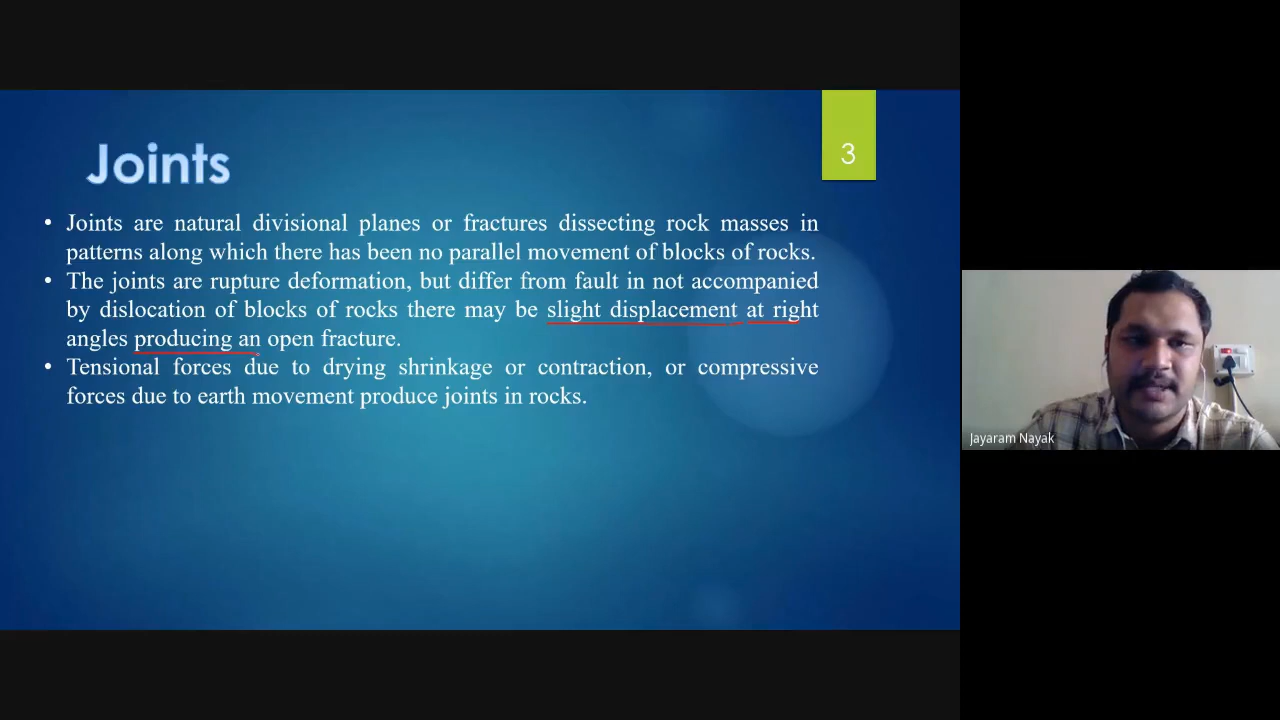 Joints
3
• Joints are natural divisional planes or fractures dissecting rock masses in
patterns along which there has been no parallel movement of blocks of rocks.
• The joints are rupture deformation, but differ from fault in not accompanied
by dislocation of blocks of rocks there may be slight displacement at right
angles producing an open fracture.
• Tensional forces due to drying shrinkage or contraction, or compressive
forces due to earth movement produce joints in rocks.
Jayaram Nayak